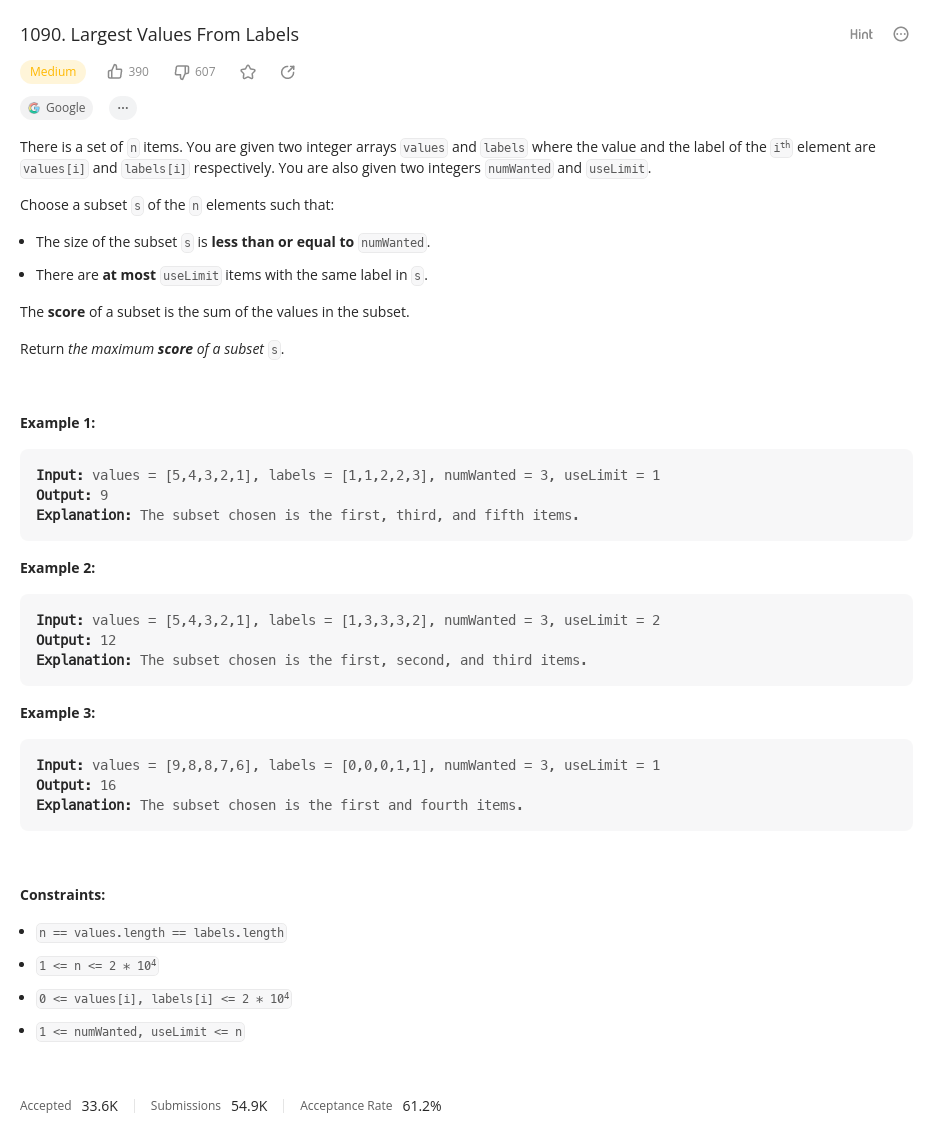 1090. Largest Values From Labels
Hint
Medium 390 607
Google ...
There is a set of n items. You are given two integer arrays values and labels where the value and the label of the ith element are
values[i] and labels[i] respectively. You are also given two integers numWanted and useLimit.
Choose a subset s of the n elements such that:
• The size of the subset s is less than or equal to numWanted.
• There are at most useLimit items with the same label in s.
The score of a subset is the sum of the values in the subset.
Return the maximum score of a subset s.
Example 1:
Input: values = [5,4,3,2,1], labels = [1,1,2,2,3], numWanted = 3, useLimit = 1
Output: 9
Explanation: The subset chosen is the first, third, and fifth items.
Example 2:
Input: values = [5,4,3,2,1], labels = [1,3,3,3,2], numWanted = 3, useLimit = 2
Output: 12
Explanation: The subset chosen is the first, second, and third items.
Example 3:
Input: values = [9,8,8,7,6], labels = [0,0,0,1,1], numWanted = 3, useLimit = 1
Output: 16
Explanation: The subset chosen is the first and fourth items.
Constraints:
• n == values.length == labels.length
• 1 <= n <= 2 * 10⁴
• 0 <= values[i], labels[i] <= 2 * 10⁴
• 1 <= numWanted, useLimit <= n
Accepted 33.6K Submissions 54.9K Acceptance Rate 61.2%